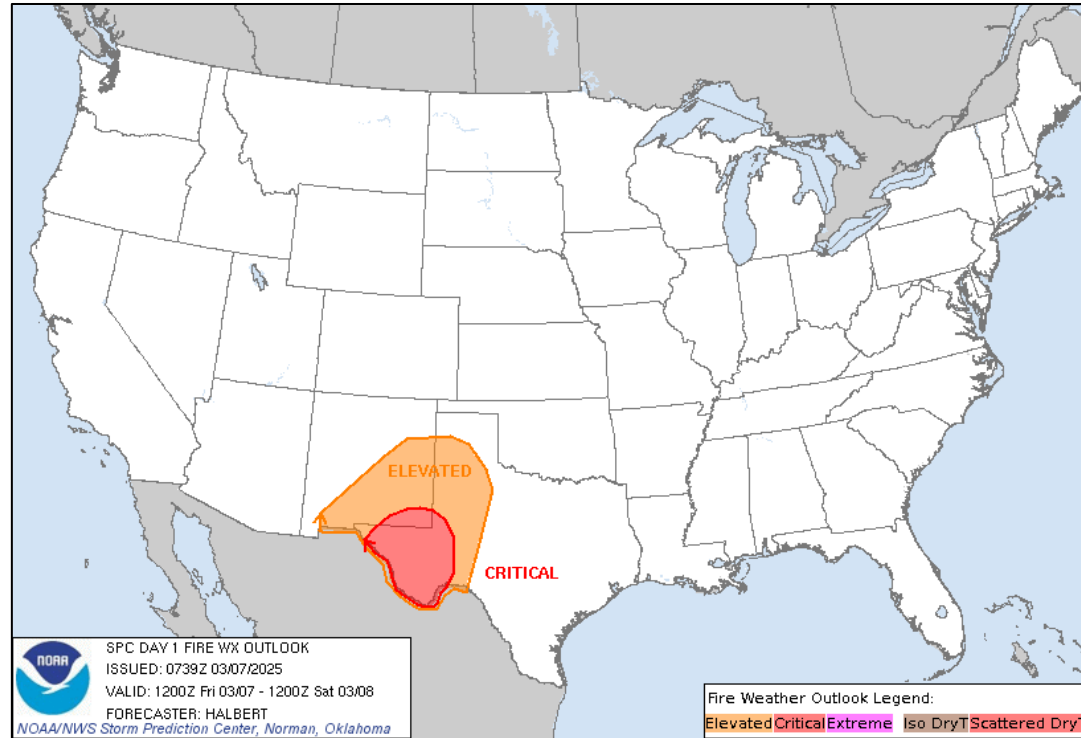 ELEVATED
CRITICAL
NOAA
SPC DAY 1 FIRE WX OUTLOOK
ISSUED: 0739Z 03/07/2025
VALID: 1200Z Fri 03/07 - 1200Z Sat 03/08
FORECASTER: HALBERT
NOAA/NWS Storm Prediction Center, Norman, Oklahoma
Fire Weather Outlook Legend:
Elevated Critical Extreme Iso DryT Scattered DryT